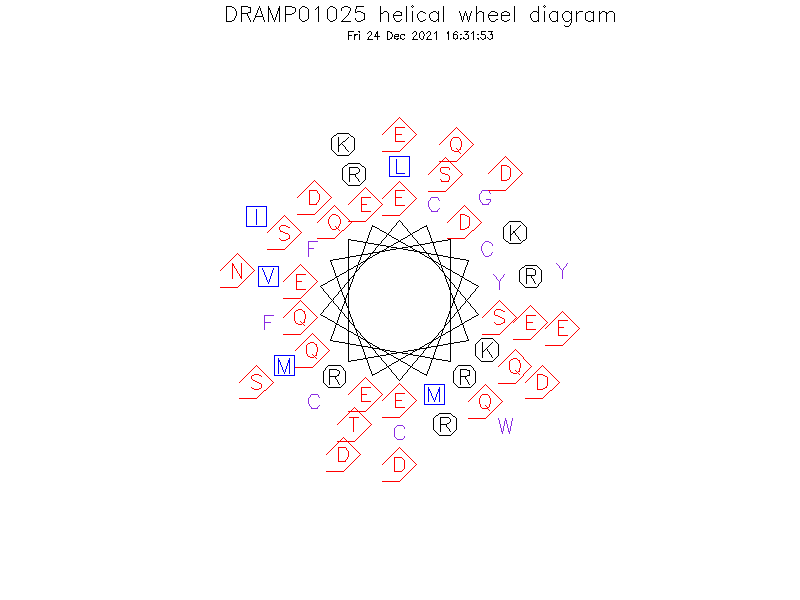 DRAMP01025 helical wheel diagram
Fri 24 Dec 2021 16:31:53
E
K Q
L
R S D
D E E C G
I Q D
S K
F C
N V E Y R Y
F Q S E E
Q K
M Q
S R R D
E E M Q
C
T C R W
D
D